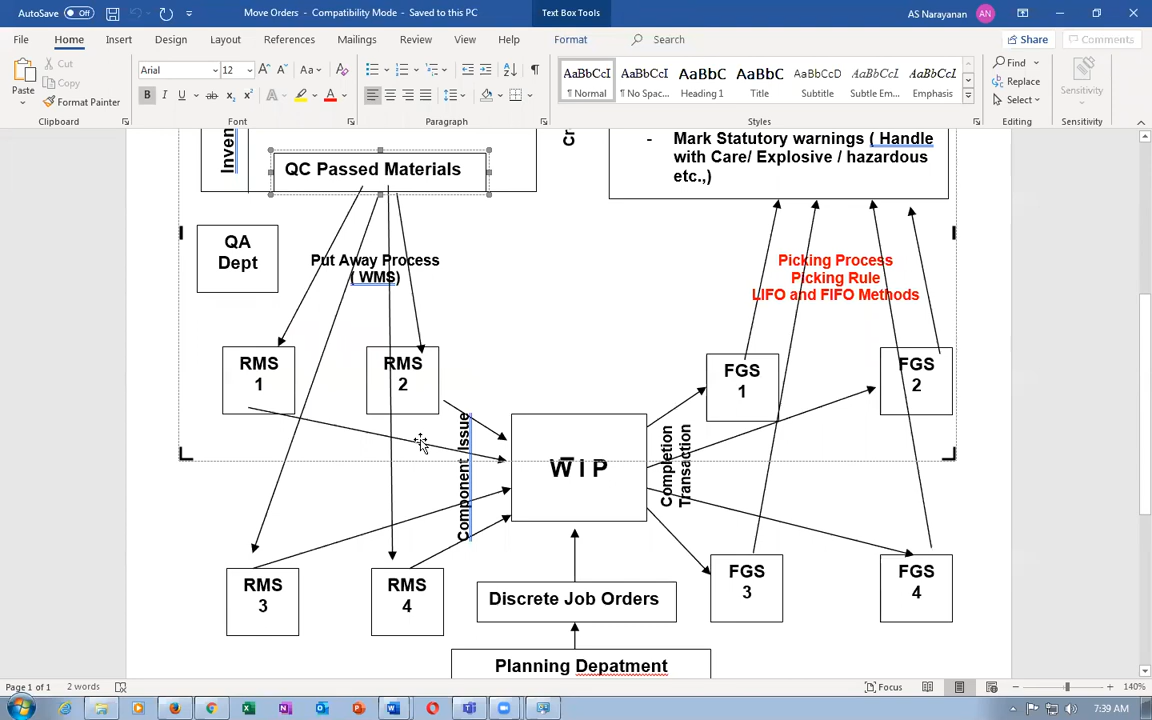 AutoSave Off
Move Orders - Compatibility Mode - Saved to this PC
Text Box Tools
AS Narayanan
AN
File
Home
Insert
Design
Layout
References
Mailings
Review
View
Help
Format
Search
Share
Comments
Paste
Cut
Copy
Format Painter
Clipboard
Arial
12
Font
Paragraph
AaBbCcI
Normal
AaBbCcI
No Spac...
AaBbC
Heading 1
AaBbC
Title
AaBbCcD
Subtitle
AaBbCcI
Subtle Em...
AaBbCcI
Emphasis
Styles
Find
Replace
Select
Editing
Sensitivity
Sensitivity
Inven
QC Passed Materials
- Mark Statutory warnings ( Handle
with Care/ Explosive / hazardous
etc.,)
QA
Dept
Put Away Process
( WMS)
Picking Process
Picking Rule
LIFO and FIFO Methods
RMS
1
RMS
2
FGS
1
FGS
2
Component Issue
W I P
Completion
Transaction
RMS
3
RMS
4
Discrete Job Orders
FGS
3
FGS
4
Planning Depatment
Page 1 of 1
2 words
Focus
140%
7:39 AM